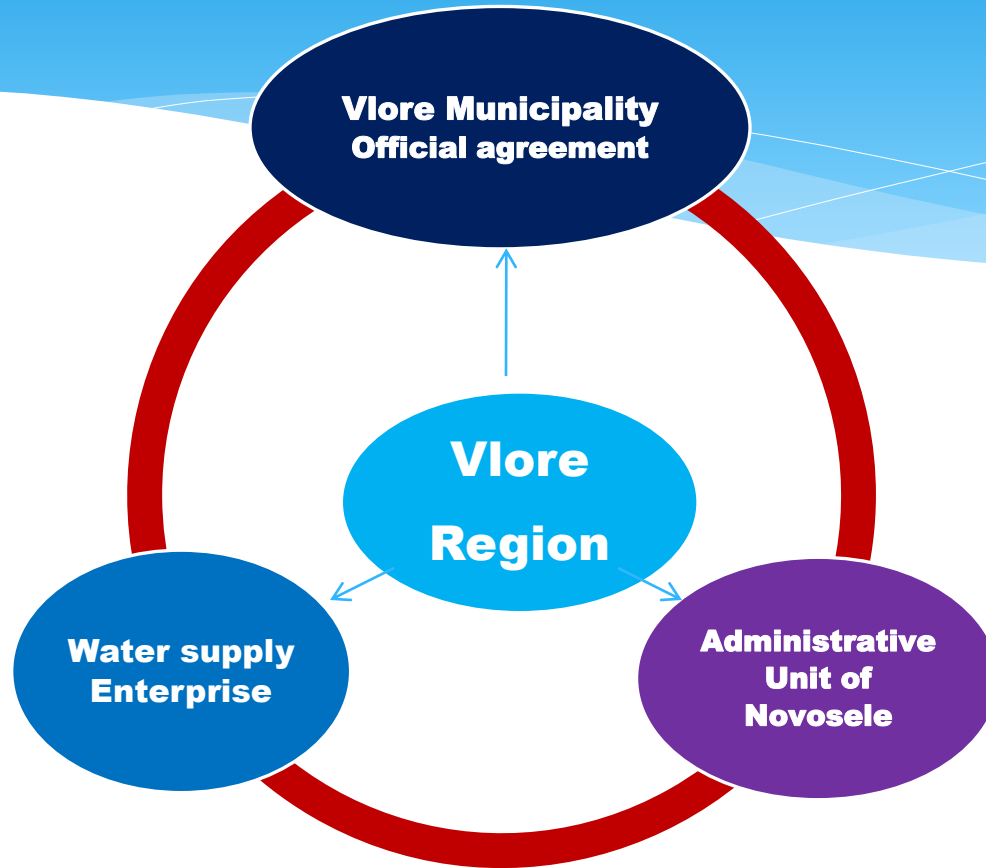 Vlore Municipality
Official agreement
Vlore
Region
Water supply
Enterprise
Administrative
Unit of
Novosele